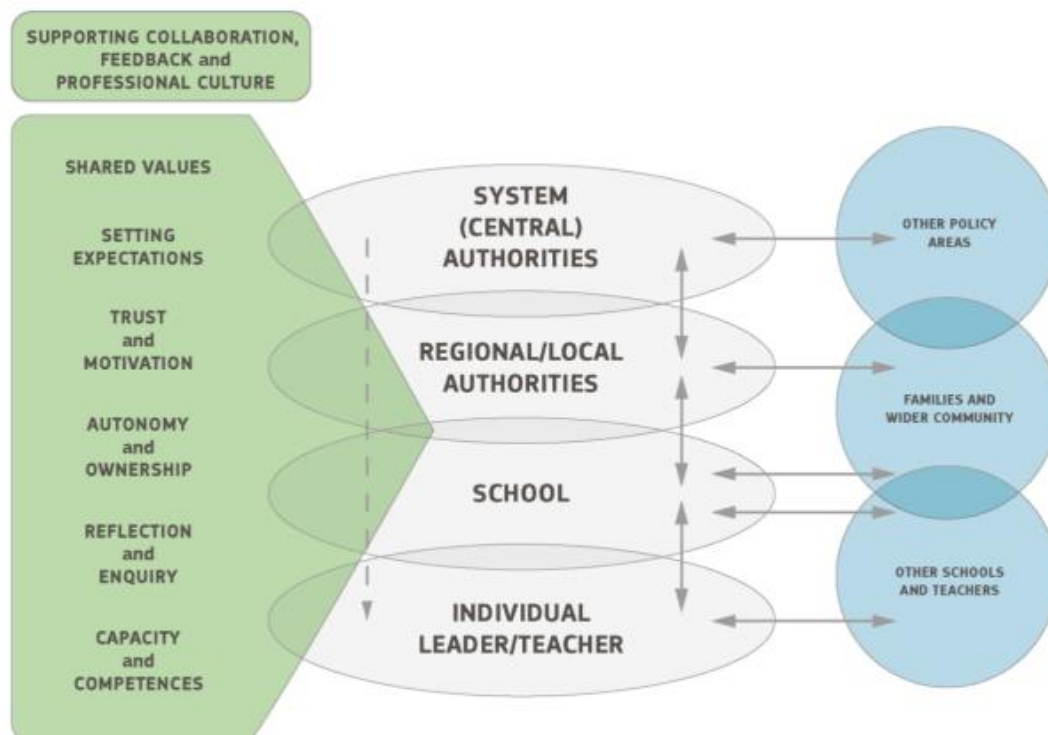 SUPPORTING COLLABORATION,
FEEDBACK and
PROFESSIONAL CULTURE
SHARED VALUES
SETTING
EXPECTATIONS
TRUST
and
MOTIVATION
AUTONOMY
and
OWNERSHIP
REFLECTION
and
ENQUIRY
CAPACITY
and
COMPETENCES
SYSTEM
(CENTRAL)
AUTHORITIES
REGIONAL/LOCAL
AUTHORITIES
SCHOOL
INDIVIDUAL
LEADER/TEACHER
OTHER POLICY
AREAS
FAMILIES AND
WIDER COMMUNITY
OTHER SCHOOLS
AND TEACHERS